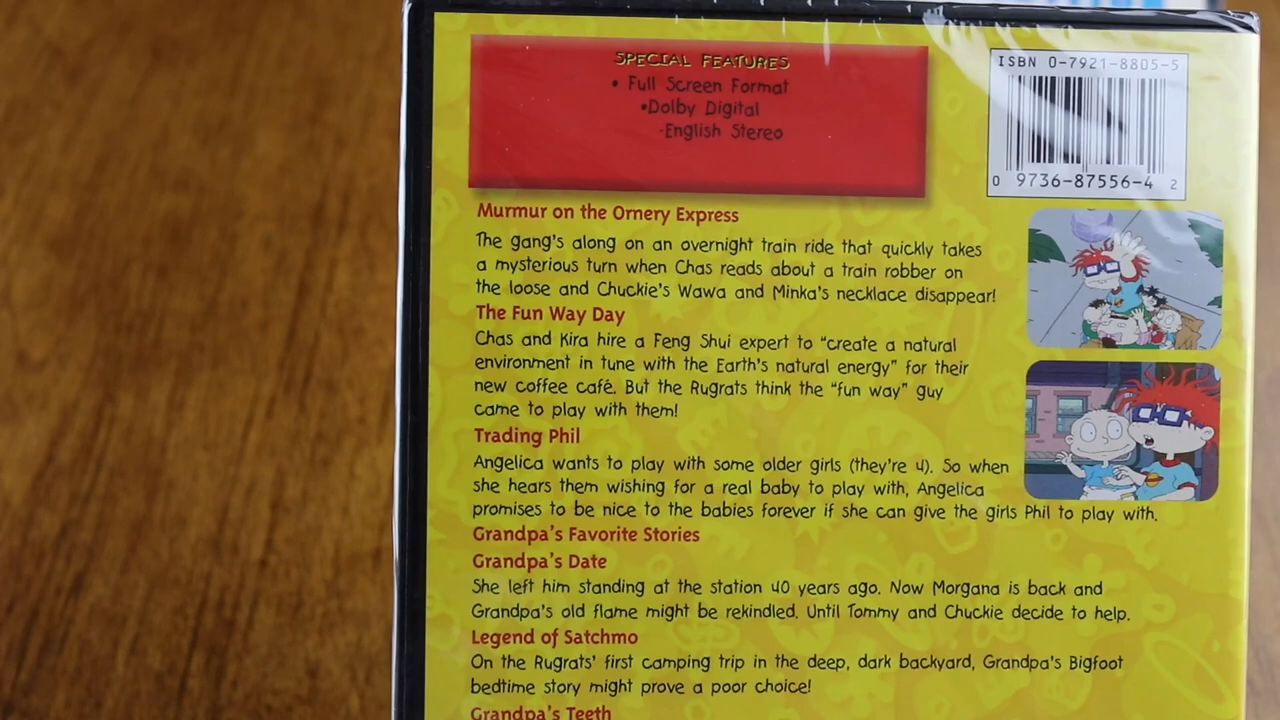 SPECIAL FEATURES
• Full Screen Format
•Dolby Digital
-English Stereo
ISBN 0-7921-8805-5
0 9736-87556-4 2
Murmur on the Ornery Express
The gang's along on an overnight train ride that quickly takes
a mysterious turn when Chas reads about a train robber on
the loose and Chuckie's Wawa and Minka's necklace disappear!
The Fun Way Day
Chas and Kira hire a Feng Shui expert to “create a natural
environment in tune with the Earth's natural energy” for their
new coffee café. But the Rugrats think the “fun way” guy
came to play with them!
Trading Phil
Angelica wants to play with some older girls (they're 4). So when
she hears them wishing for a real baby to play with, Angelica
promises to be nice to the babies forever if she can give the girls Phil to play with.
Grandpa's Favorite Stories
Grandpa's Date
She left him standing at the station 40 years ago. Now Morgana is back and
Grandpa's old flame might be rekindled. Until Tommy and Chuckie decide to help.
Legend of Satchmo
On the Rugrats' first camping trip in the deep, dark backyard, Grandpa's Bigfoot
bedtime story might prove a poor choice!
Grandpa's Teeth